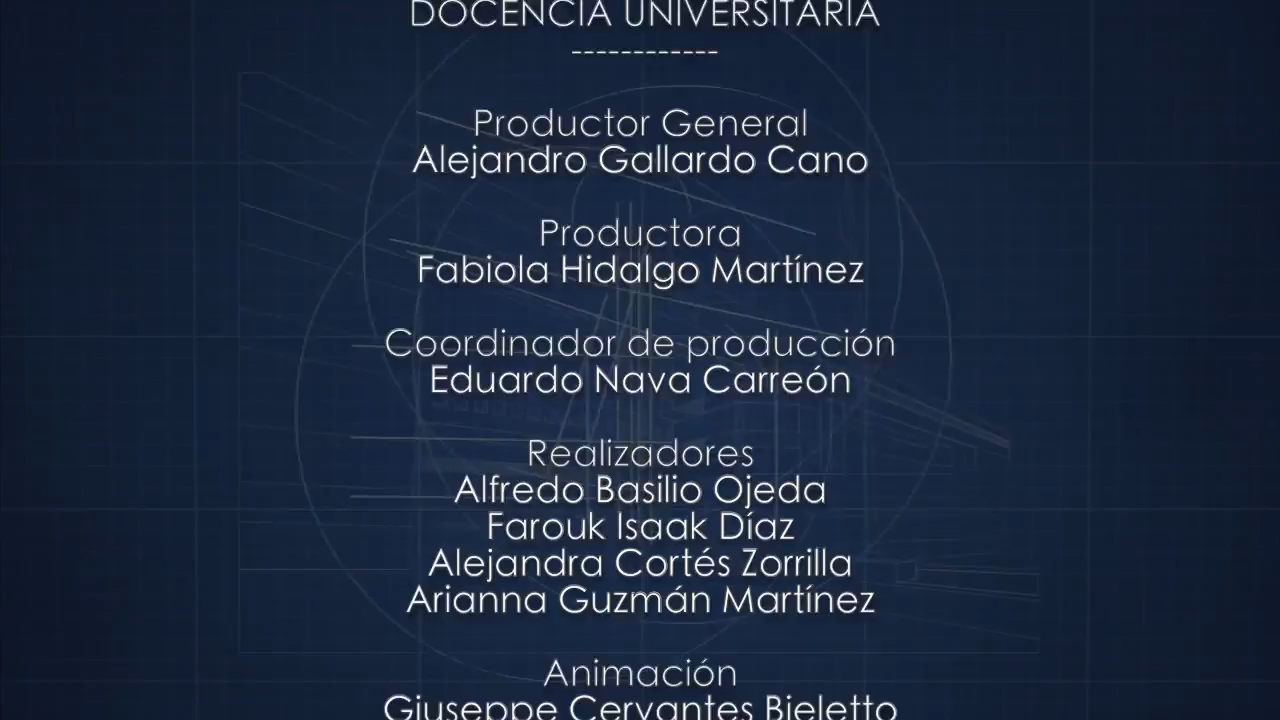 DOCENCIA UNIVERSITARIA
------------
Productor General
Alejandro Gallardo Cano
Productora
Fabiola Hidalgo Martínez
Coordinador de producción
Eduardo Nava Carreón
Realizadores
Alfredo Basilio Ojeda
Farouk Isaak Díaz
Alejandra Cortés Zorrilla
Arianna Guzmán Martínez
Animación
Giuseppe Cervantes Bieletto